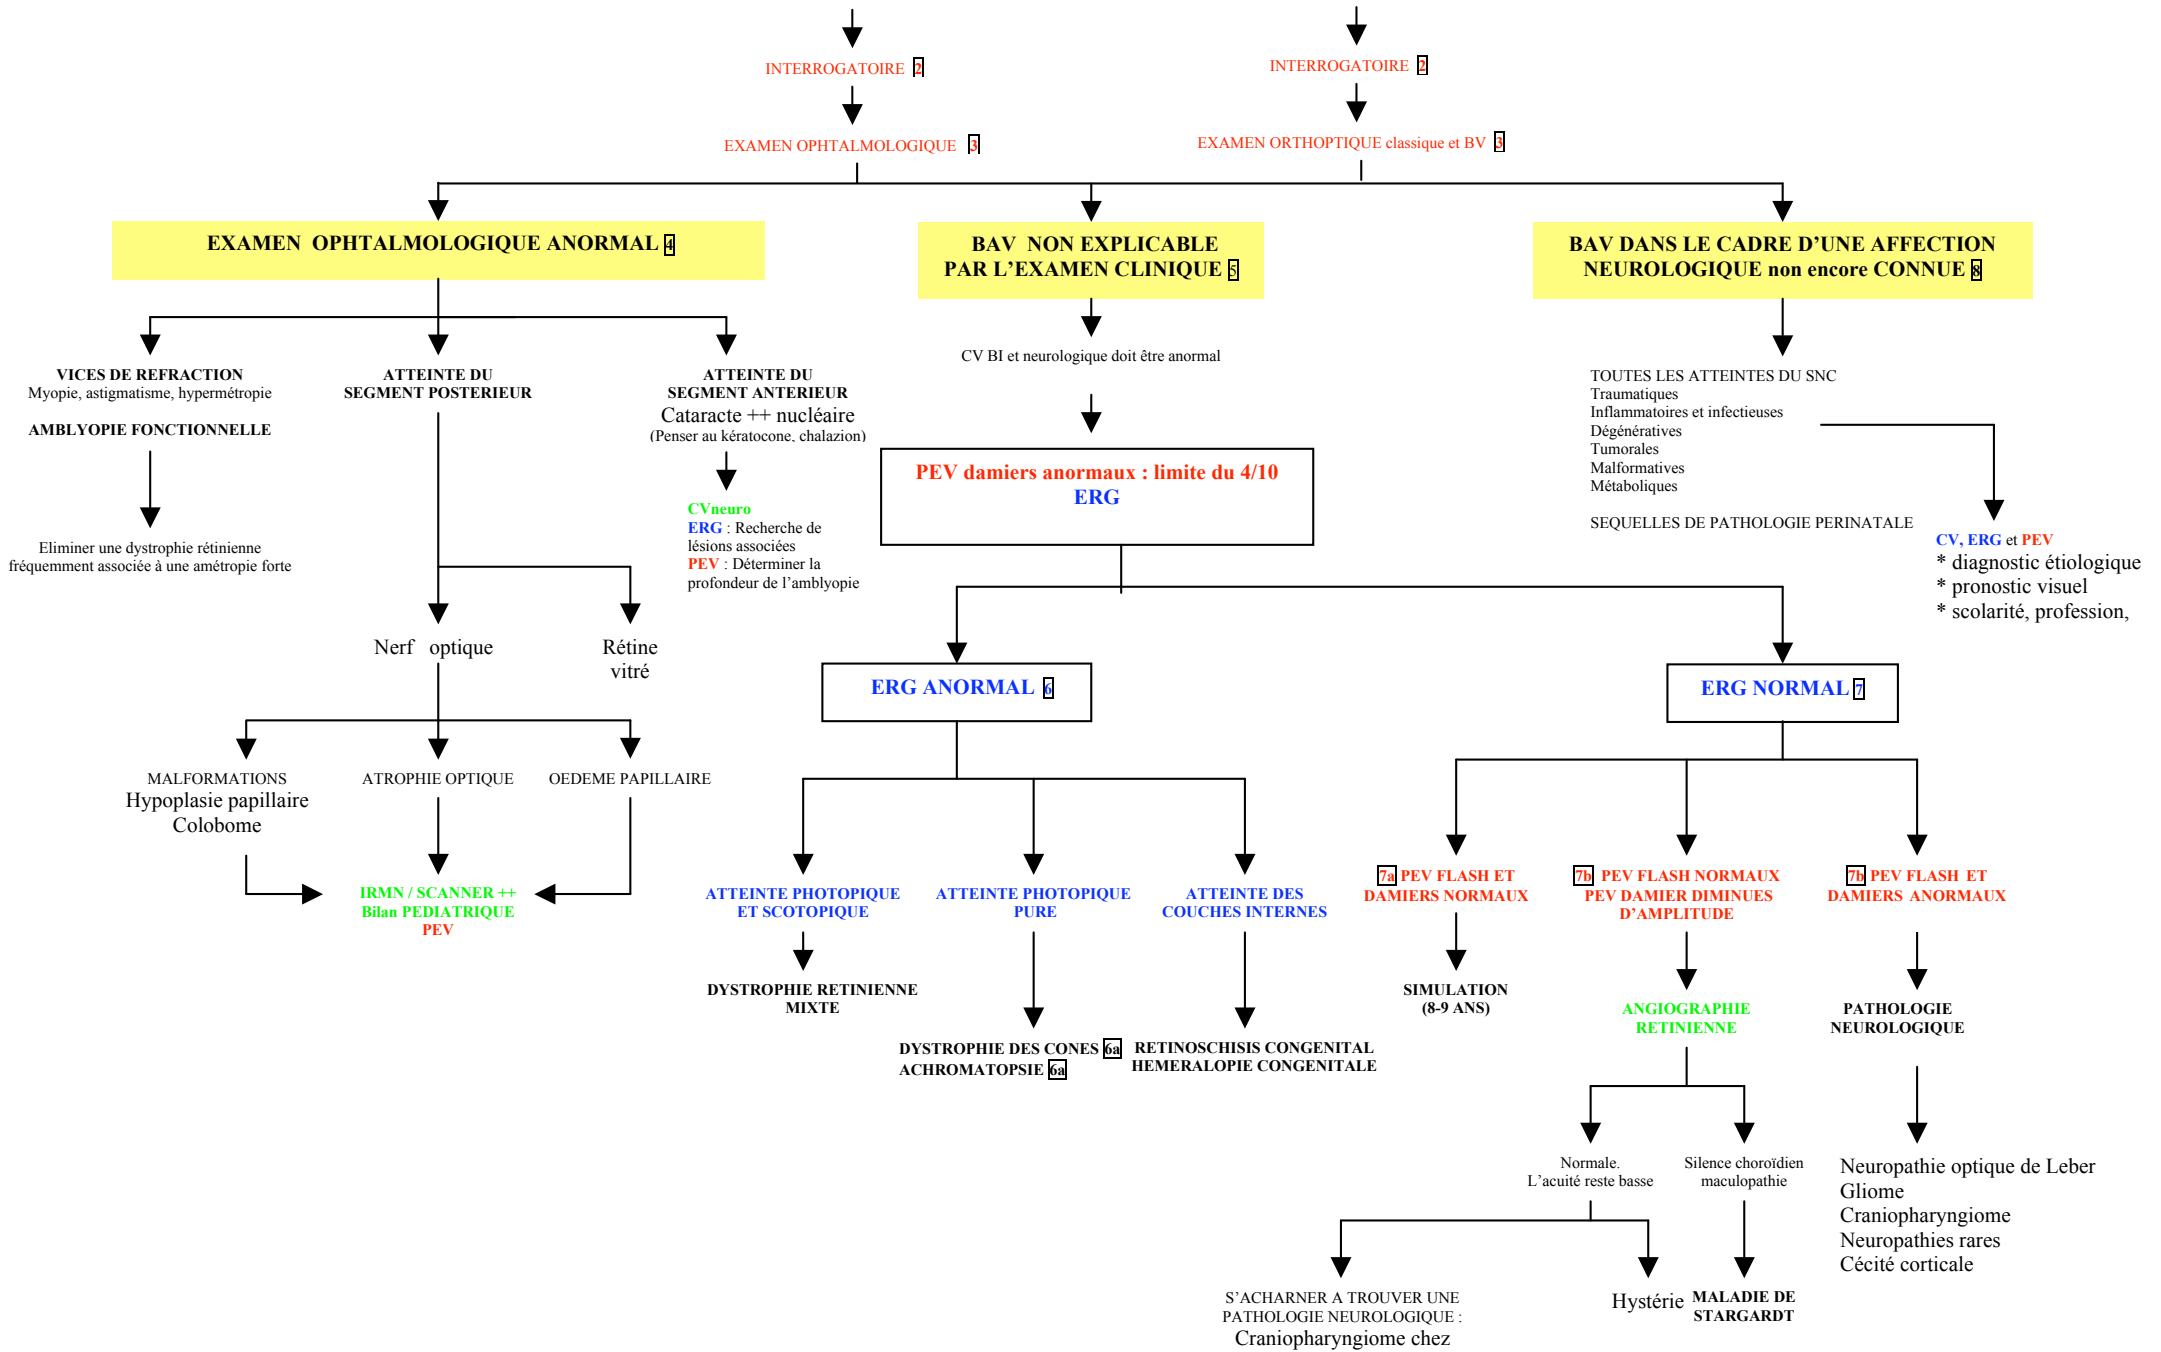 INTERROGATOIRE 2
INTERROGATOIRE 2
EXAMEN OPHTALMOLOGIQUE 3
EXAMEN ORTHOPTIQUE classique et BV 3
EXAMEN OPHTALMOLOGIQUE ANORMAL 4
BAV NON EXPLICABLE
PAR L'EXAMEN CLINIQUE 5
BAV DANS LE CADRE D'UNE AFFECTION
NEUROLOGIQUE non encore CONNUE 8
VICES DE REFRACTION
Myopie, astigmatisme, hypermétropie
AMBLYOPIE FONCTIONNELLE
Eliminer une dystrophie rétinienne
fréquemment associée à une amétropie forte
ATTEINTE DU
SEGMENT POSTERIEUR
ATTEINTE DU
SEGMENT ANTERIEUR
Cataracte ++ nucléaire
(Penser au kératocone, chalazion)
CVneuro
ERG : Recherche de
lésions associées
PEV : Déterminer la
profondeur de l'amblyopie
Nerf optique
Rétine
vitré
MALFORMATIONS
Hypoplasie papillaire
Colobome
ATROPHIE OPTIQUE
OEDEME PAPILLAIRE
IRMN / SCANNER ++
Bilan PEDIATRIQUE
PEV
CV BI et neurologique doit être anormal
PEV damiers anormaux : limite du 4/10
ERG
ERG ANORMAL 6
ERG NORMAL 7
ATTEINTE PHOTOPIQUE
ET SCOTOPIQUE
DYSTROPHIE RETINIENNE
MIXTE
ATTEINTE PHOTOPIQUE
PURE
DYSTROPHIE DES CONES 6a
ACHROMATOPSIE 6a
ATTEINTE DES
COUCHES INTERNES
RETINOSCHISIS CONGENITAL
HEMERALOPIE CONGENITALE
7a PEV FLASH ET
DAMIERS NORMAUX
SIMULATION
(8-9 ANS)
7b PEV FLASH NORMAUX
PEV DAMIER DIMINUES
D'AMPLITUDE
ANGIOGRAPHIE
RETINIENNE
Normale.
L'acuité reste basse
Silence choroïdien
maculopathie
S'ACHARNER A TROUVER UNE
PATHOLOGIE NEUROLOGIQUE :
Craniopharyngiome chez
Hystérie
MALADIE DE
STARGARDT
7b PEV FLASH ET
DAMIERS ANORMAUX
PATHOLOGIE
NEUROLOGIQUE
Neuropathie optique de Leber
Gliome
Craniopharyngiome
Neuropathies rares
Cécité corticale
TOUTES LES ATTEINTES DU SNC
Traumatiques
Inflammatoires et infectieuses
Dégénératives
Tumorales
Malformatives
Métaboliques
SEQUELLES DE PATHOLOGIE PERINATALE
CV, ERG et PEV
* diagnostic étiologique
* pronostic visuel
* scolarité, profession,